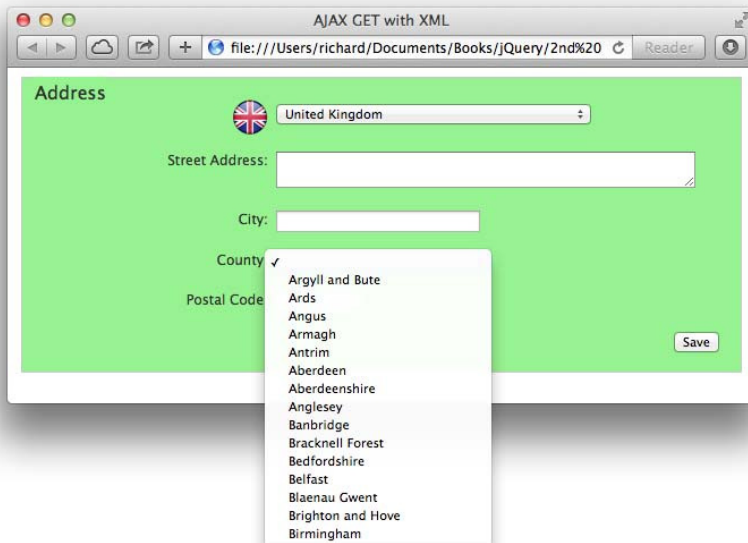 AJAX GET with XML
file:///Users/richard/Documents/Books/jQuery/2nd%20
Reader
Address
United Kingdom
Street Address:
City:
County
Postal Code
Argyll and Bute
Ards
Angus
Armagh
Antrim
Aberdeen
Aberdeenshire
Anglesey
Banbridge
Bracknell Forest
Bedfordshire
Belfast
Blaenau Gwent
Brighton and Hove
Birmingham
Save